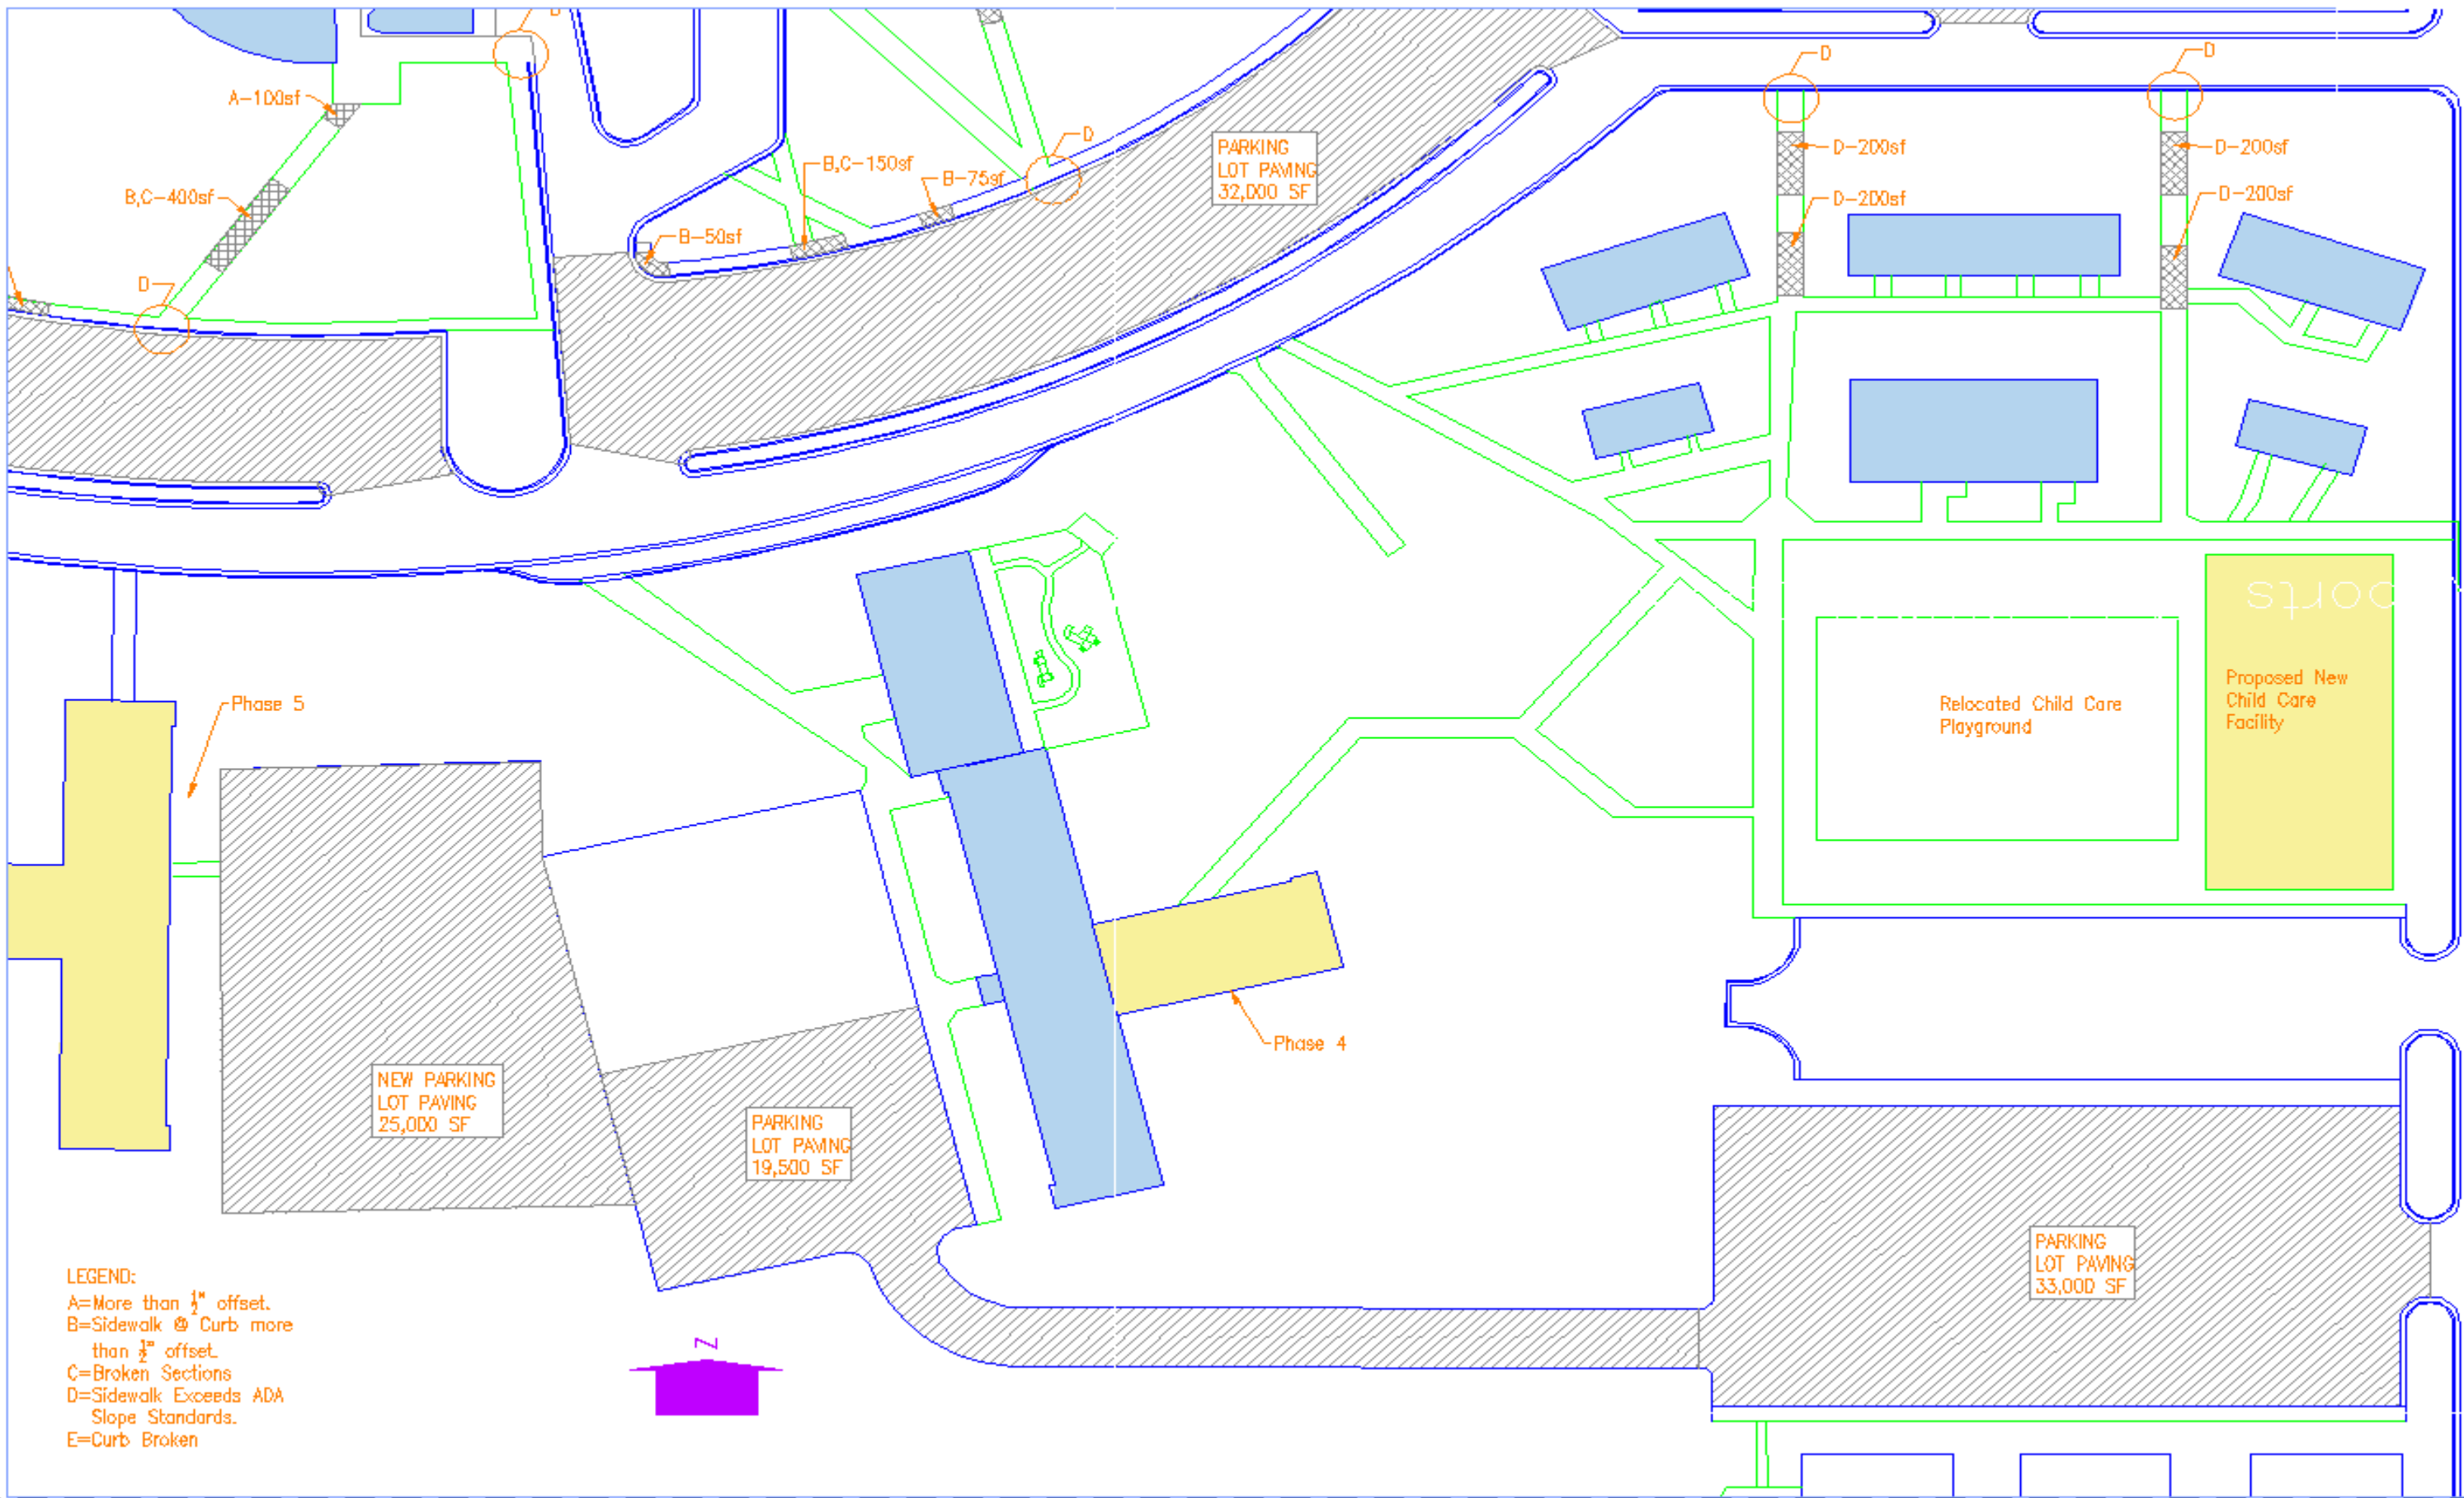 D
A-100sf
B,C-400sf
D
B,C-150sf
B-75sf
B-50sf
D
PARKING
LOT PAVING
32,000 SF
D
D
D-200sf
D-200sf
D-200sf
D-200sf
ports
Phase 5
Relocated Child Care
Playground
Proposed New
Child Care
Facility
Phase 4
NEW PARKING
LOT PAVING
25,000 SF
PARKING
LOT PAVING
19,500 SF
PARKING
LOT PAVING
33,000 SF
LEGEND:
A=More than ½" offset.
B=Sidewalk @ Curb more
than ½" offset.
C=Broken Sections
D=Sidewalk Exceeds ADA
Slope Standards.
E=Curb Broken
N